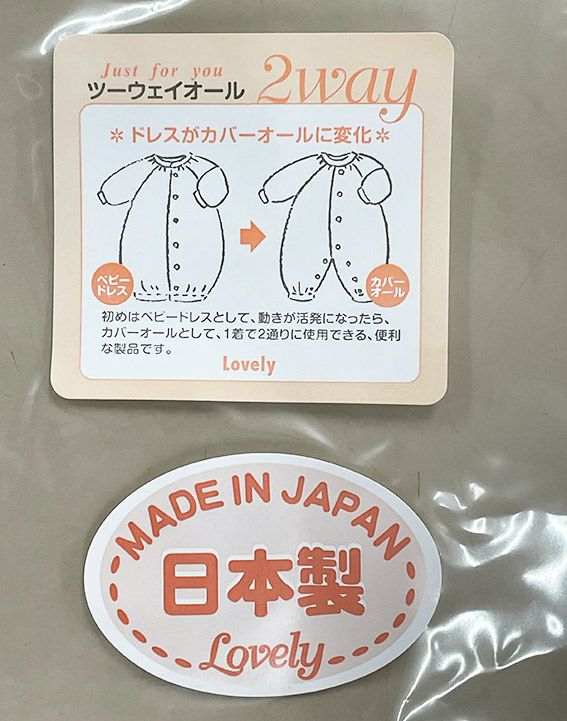 Just for you
ツーウェイオール 2way
＊ドレスがカバーオールに変化＊
ベビー
ドレス
カバー
オール
初めはベビードレスとして、動きが活発になったら、
カバーオールとして、1着で2通りに使用できる、便利
な製品です。
Lovely
MADE IN JAPAN
日本製
Lovely